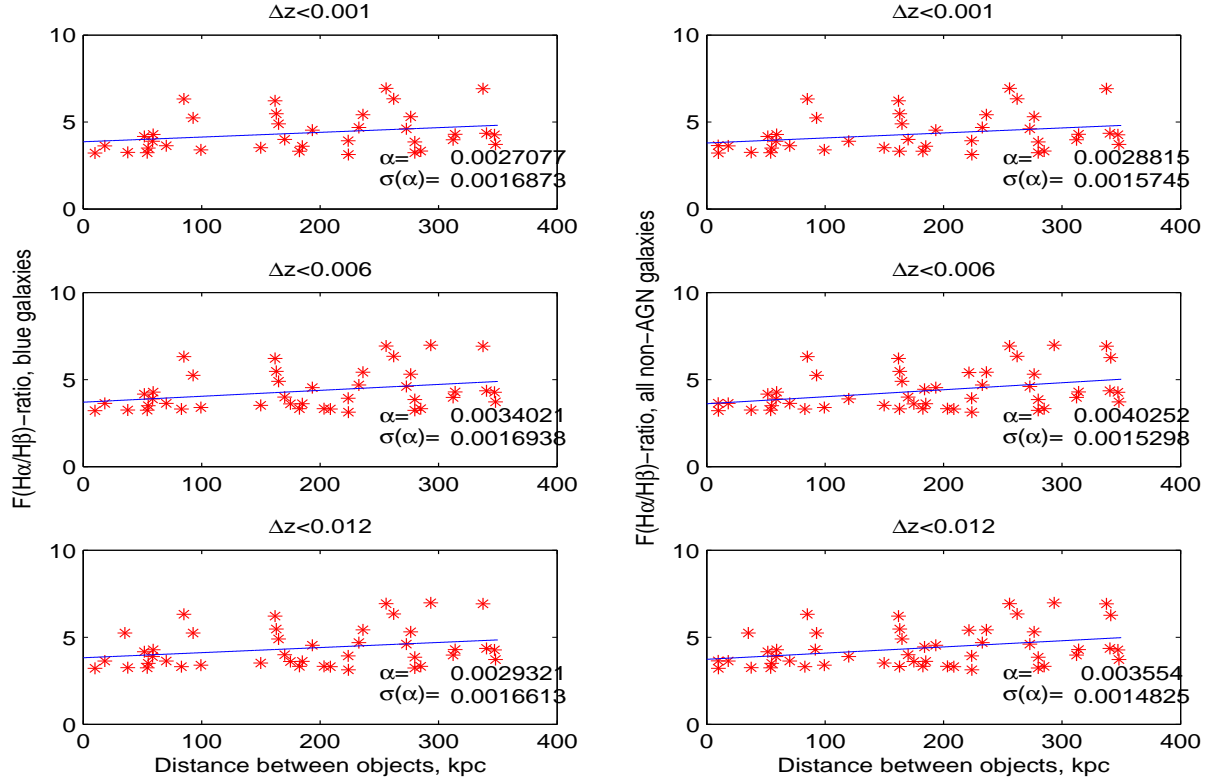 Δz<0.001
10
5
0
0 100 200 300 400
α= 0.0027077
σ(α)= 0.0016873
Δz<0.006
10
5
0
0 100 200 300 400
α= 0.0034021
σ(α)= 0.0016938
F(Hα/Hβ)−ratio, blue galaxies
Δz<0.012
10
5
0
0 100 200 300 400
α= 0.0029321
σ(α)= 0.0016613
Distance between objects, kpc
Δz<0.001
10
5
0
0 100 200 300 400
α= 0.0028815
σ(α)= 0.0015745
Δz<0.006
10
5
0
0 100 200 300 400
α= 0.0040252
σ(α)= 0.0015298
F(Hα/Hβ)−ratio, all non−AGN galaxies
Δz<0.012
10
5
0
0 100 200 300 400
α= 0.003554
σ(α)= 0.0014825
Distance between objects, kpc